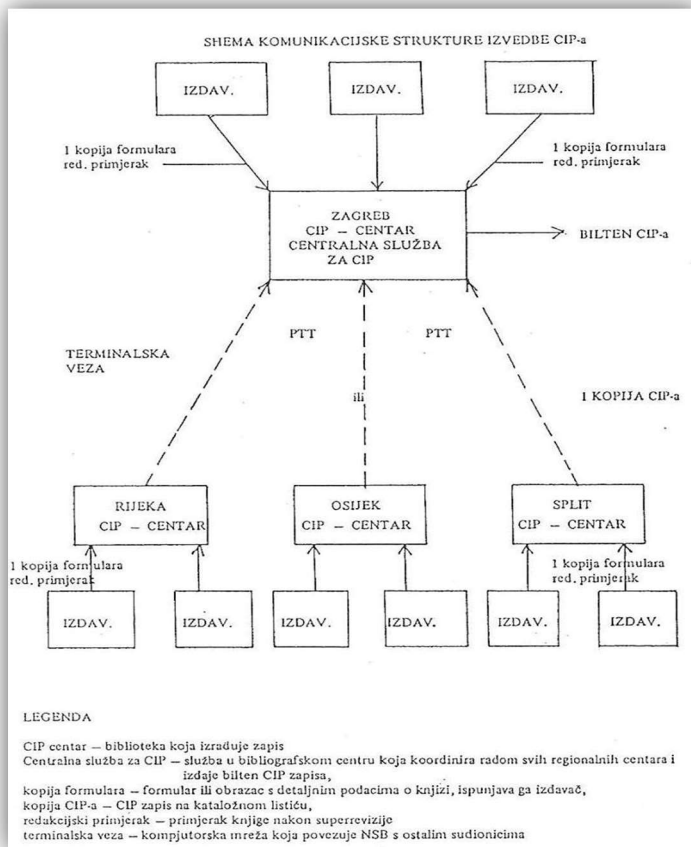 SHEMA KOMUNIKACIJSKE STRUKTURE IZVEDBE CIP-a
IZDAV.
IZDAV.
IZDAV.
1 kopija formulara
red. primjerak
1 kopija formulara
red. primjerak
ZAGREB
CIP – CENTAR
CENTRALNA SLUŽBA
ZA CIP
BILTEN CIP-a
TERMINALSKA
VEZA
PTT
PTT
ili
1 KOPIJA CIP-a
RIJEKA
CIP – CENTAR
OSIJEK
CIP – CENTAR
SPLIT
CIP – CENTAR
1 kopija formulara
red. primjerak
1 kopija formulara
red. primjerak
IZDAV.
IZDAV.
IZDAV.
IZDAV.
IZDAV.
IZDAV.
LEGENDA
CIP centar – biblioteka koja izrađuje zapis
Centralna služba za CIP – služba u bibliografskom centru koja koordinira radom svih regionalnih centara i
izdaje bilten CIP zapisa,
kopija formulara – formular ili obrazac s detaljnim podacima o knjizi, ispunjava ga izdavač,
kopija CIP-a – CIP zapis na kataložnom listiću,
redakcijski primjerak – primjerak knjige nakon superrevizije
terminalska veza – kompjutorska mreža koja povezuje NSB s ostalim sudionicima